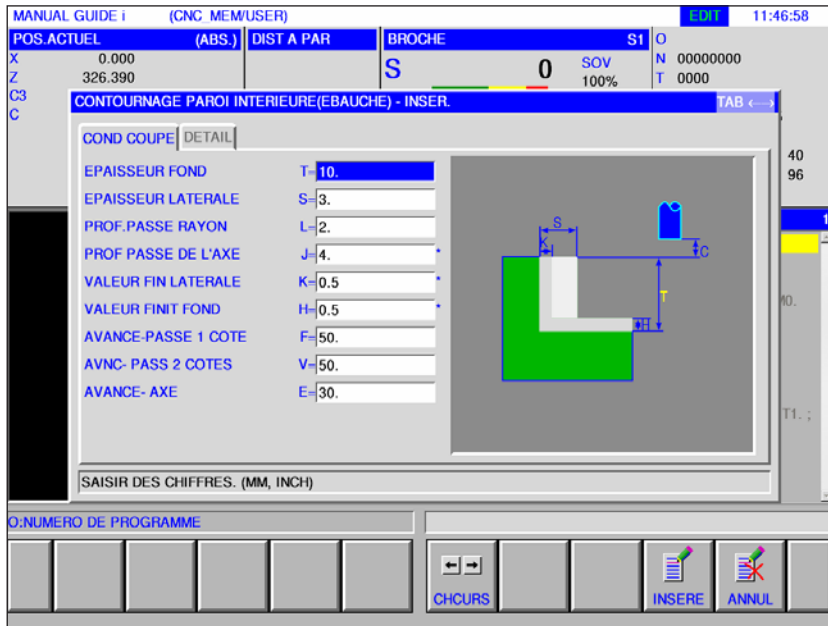 MANUAL GUIDE i (CNC_MEM/USER) EDIT 11:46:58
POS.ACTUEL (ABS.) DIST A PAR BROCHE S1 O
X 0.000 N 00000000
Z 326.390 S 0 SOV 100% T 0000
C3
C
CONTOURNAGE PAROI INTERIEURE(EBAUCHE) - INSER. TAB
COND COUPE DETAIL
EPAISSEUR FOND T= 10.
EPAISSEUR LATERALE S= 3.
PROF.PASSE RAYON L= 2.
PROF PASSE DE L'AXE J= 4. *
VALEUR FIN LATERALE K= 0.5 *
VALEUR FINIT FOND H= 0.5 *
AVANCE-PASSE 1 COTE F= 50.
AVNC- PASS 2 COTES V= 50.
AVANCE- AXE E= 30.
S
K
C
T
H
40
96
1
T1. ;
SAISIR DES CHIFFRES. (MM, INCH)
O:NUMERO DE PROGRAMME
CHCURS INSERE ANNUL